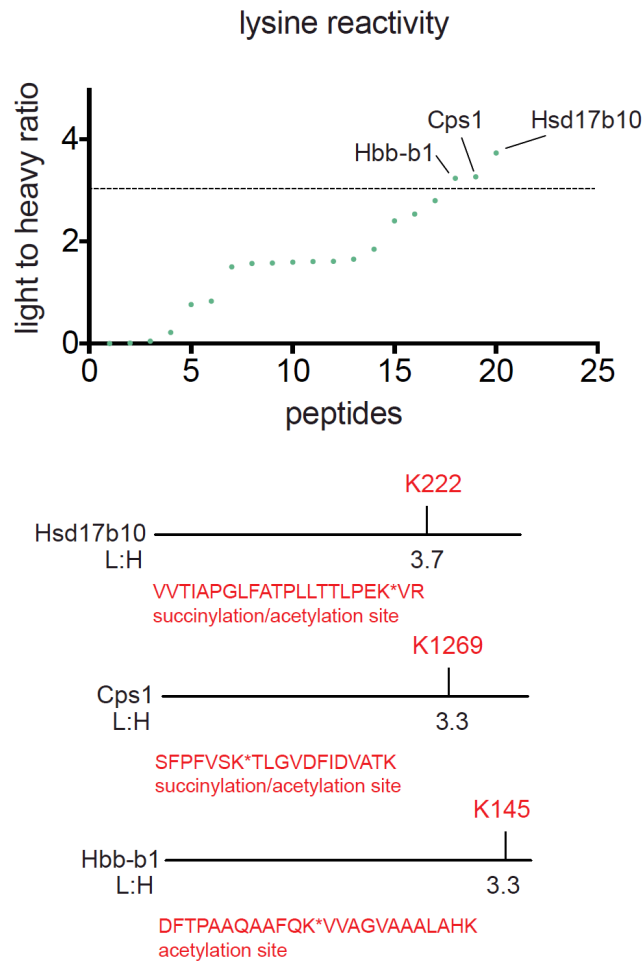 lysine reactivity
light to heavy ratio
4
2
0
Hbb-b1
Cps1
Hsd17b10
0 5 10 15 20 25
peptides
K222
Hsd17b10
L:H 3.7
VVTIAPGLFATPLLTTLPEK*VR
succinylation/acetylation site
K1269
Cps1
L:H 3.3
SFPFVSK*TLGVDFIDVATK
succinylation/acetylation site
K145
Hbb-b1
L:H 3.3
DFTPAAQAAFQK*VVAGVAAALAHK
acetylation site